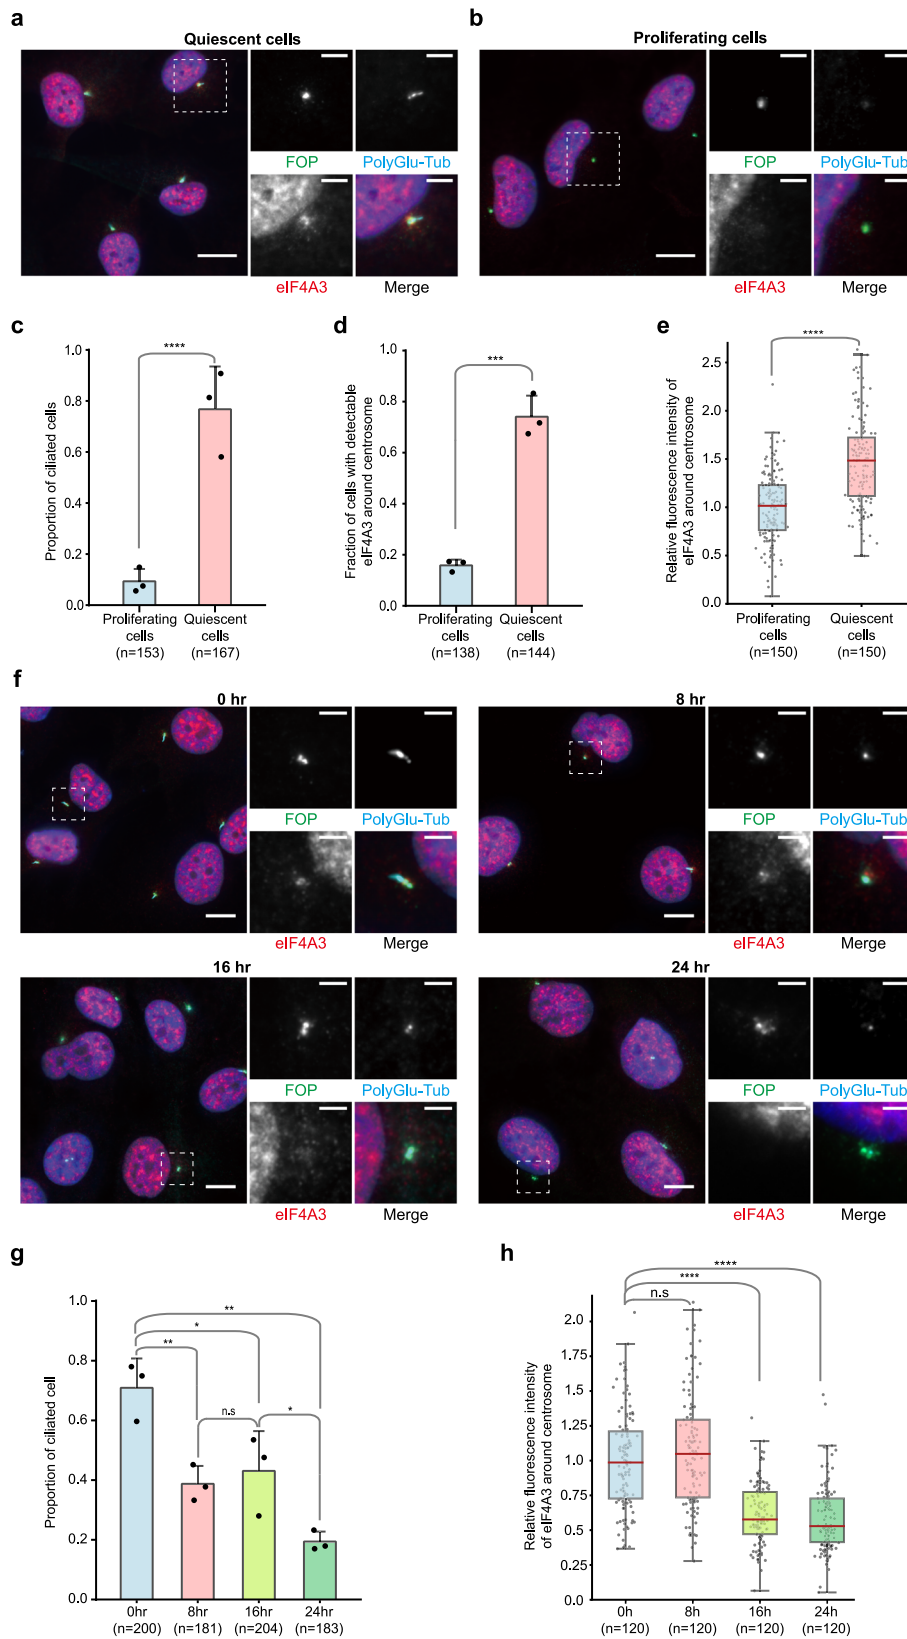 a
Quiescent cells
FOP
PolyGlu-Tub
eIF4A3
Merge
b
Proliferating cells
FOP
PolyGlu-Tub
eIF4A3
Merge
c
Proportion of ciliated cells
1.0
0.8
0.6
0.4
0.2
0.0
****
Proliferating
cells
(n=153)
Quiescent
cells
(n=167)
d
Fraction of cells with detectable
eIF4A3 around centrosome
1.0
0.8
0.6
0.4
0.2
0.0
***
Proliferating
cells
(n=138)
Quiescent
cells
(n=144)
e
Relative fluorescence intensity of
eIF4A3 around centrosome
2.5
2.0
1.5
1.0
0.5
0.0
****
Proliferating
cells
(n=150)
Quiescent
cells
(n=150)
f
0 hr
FOP
PolyGlu-Tub
eIF4A3
Merge
8 hr
FOP
PolyGlu-Tub
eIF4A3
Merge
16 hr
FOP
PolyGlu-Tub
eIF4A3
Merge
24 hr
FOP
PolyGlu-Tub
eIF4A3
Merge
g
Proportion of ciliated cell
1.0
0.8
0.6
0.4
0.2
0.0
**
*
**
n.s
*
0hr
(n=200)
8hr
(n=181)
16hr
(n=204)
24hr
(n=183)
h
Relative fluorescence intensity
of eIF4A3 around centrosome
2.0
1.75
1.5
1.25
1.0
0.75
0.5
0.25
0.0
****
****
n.s
0h
(n=120)
8h
(n=120)
16h
(n=120)
24h
(n=120)